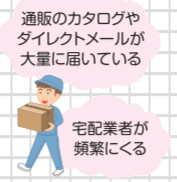 通販のカタログや
ダイレクトメールが
大量に届いている
宅配業者が
頻繁にくる